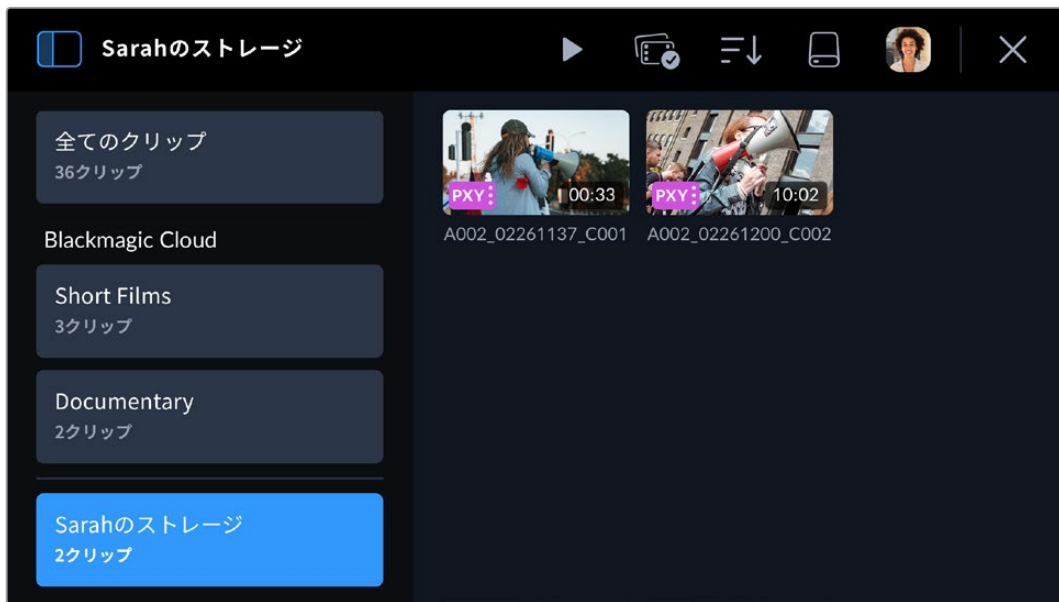 Sarahのストレージ
全てのクリップ
36クリップ
Blackmagic Cloud
Short Films
3クリップ
Documentary
2クリップ
Sarahのストレージ
2クリップ
PXY 00:33
PXY 10:02
A002_02261137_C001 A002_02261200_C002